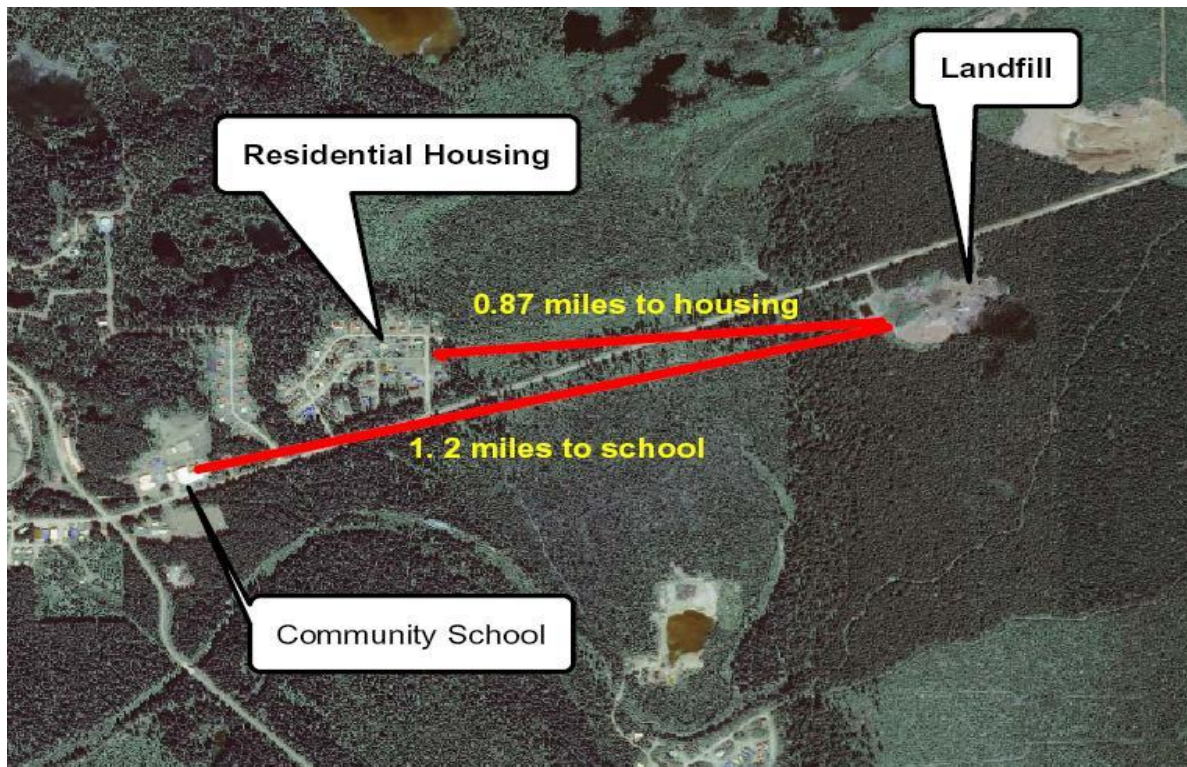 Landfill
Residential Housing
0.87 miles to housing
1. 2 miles to school
Community School